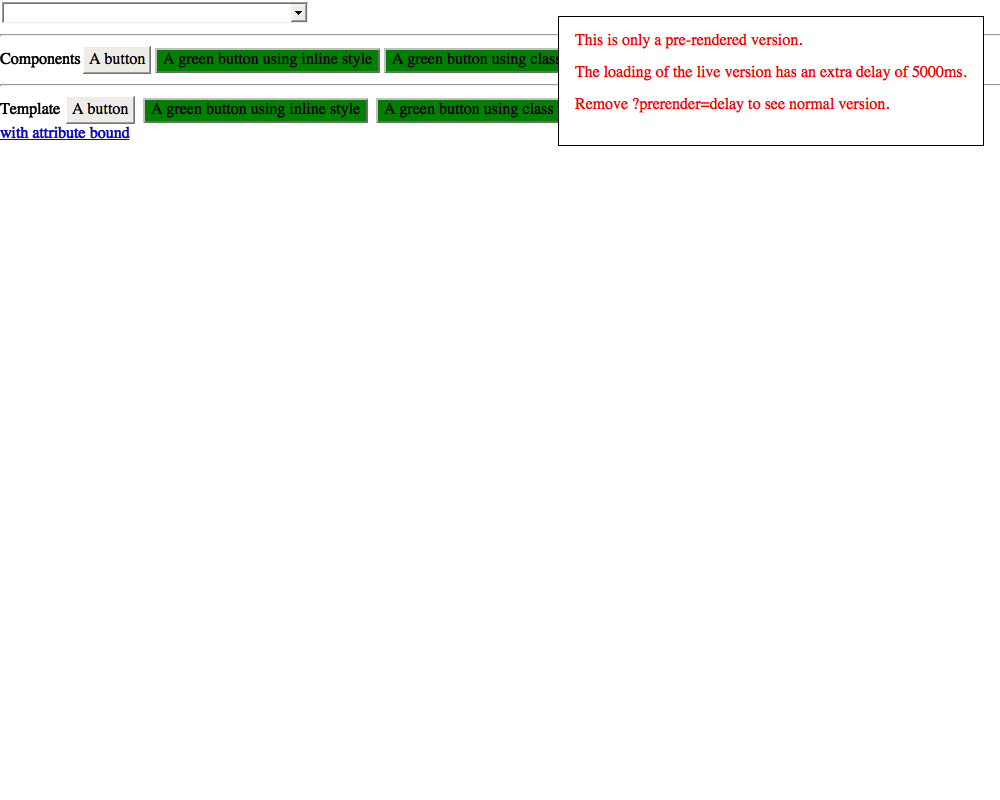 Components A button A green button using inline style A green button using class
Template A button A green button using inline style A green button using class
with attribute bound
This is only a pre-rendered version.
The loading of the live version has an extra delay of 5000ms.
Remove ?prerender=delay to see normal version.